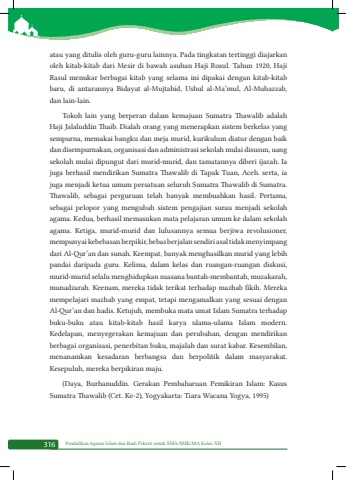 atau yang ditulis oleh guru-guru lainnya. Pada tingkatan tertinggi diajarkan
oleh kitab-kitab dari Mesir di bawah asuhan Haji Rosul. Tahun 1920, Haji
Rasul menukar berbagai kitab yang selama ini dipakai dengan kitab-kitab
baru, di antarannya Bidayat al-Mujtahid, Ushul al-Ma'mul, Al-Muhazzab,
dan lain-lain.
Tokoh lain yang berperan dalam kemajuan Sumatra Thawalib adalah
Haji Jalaluddin Thaib. Dialah orang yang menerapkan sistem berkelas yang
sempurna, memakai bangku dan meja murid, kurikulum diatur dengan baik
dan disempurnakan, organisasi dan administrasi sekolah mulai disusun, uang
sekolah mulai dipungut dari murid-murid, dan tamatannya diberi ijazah. Ia
juga berhasil mendirikan Sumatra Thawalib di Tapak Tuan, Aceh. serta, ia
juga menjadi ketua umum persatuan seluruh Sumatra Thawalib di Sumatra.
Thawalib, sebagai perguruan telah banyak membuahkan hasil. Pertama,
sebagai pelopor yang mengubah sistem pengajian surau menjadi sekolah
agama. Kedua, berhasil memasukan mata pelajaran umum ke dalam sekolah
agama. Ketiga, murid-murid dan lulusannya semua berjiwa revolusioner,
mempunyai kebebasan berpikir, bebas berjalan sendiri asal tidak menyimpang
dari Al-Qur'an dan sunah. Keempat, banyak menghasilkan murid yang lebih
pandai daripada guru. Kelima, dalam kelas dan ruangan-ruangan diskusi,
murid-murid selalu menghidupkan suasana bantah-membantah, muzakarah,
munadzarah. Keenam, mereka tidak terikat terhadap mazhab fikih. Mereka
mempelajari mazhab yang empat, tetapi mengamalkan yang sesuai dengan
Al-Qur'an dan hadis. Ketujuh, membuka mata umat Islam Sumatra terhadap
buku-buku atau kitab-kitab hasil karya ulama-ulama Islam modern.
Kedelapan, menyegerakan kemajuan dan perubahan, dengan mendirikan
berbagai organisasi, penerbitan buku, majalah dan surat kabar. Kesembilan,
menanamkan kesadaran berbangsa dan berpolitik dalam masyarakat.
Kesepuluh, mereka berpikiran maju.
(Daya, Burhanuddin. Gerakan Pembaharuan Pemikiran Islam: Kasus
Sumatra Thawalib (Cet. Ke-2), Yogyakarta: Tiara Wacana Yogya, 1995)
316 Pendidikan Agama Islam dan Budi Pekerti untuk SMA/SMK/MA Kelas XII